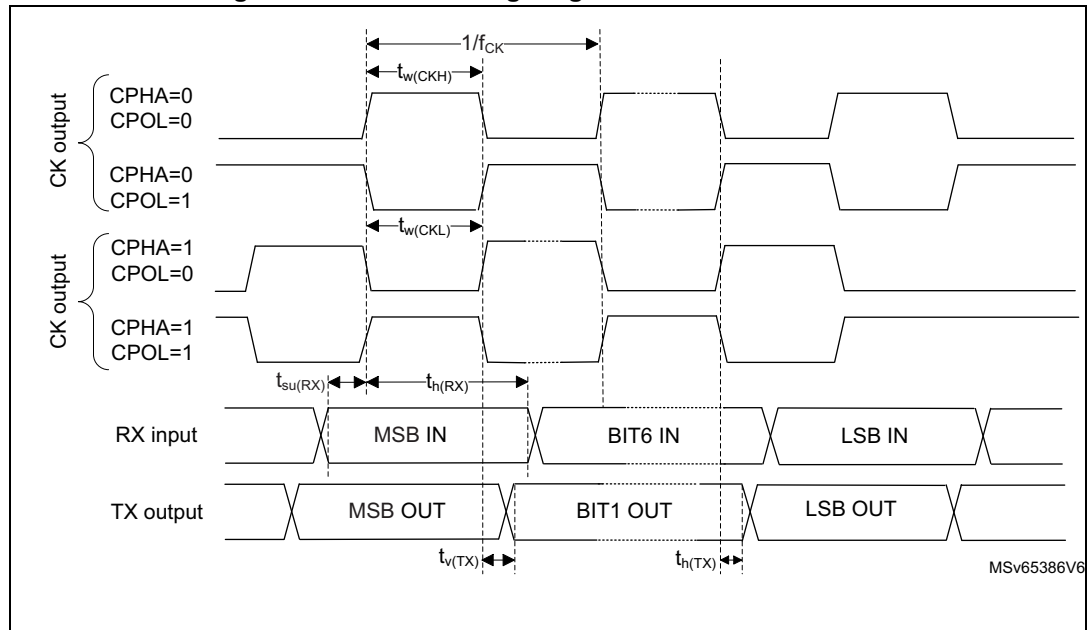 1/fCK
tw(CKH)
CK output
CPHA=0
CPOL=0
CPHA=0
CPOL=1
tw(CKL)
CK output
CPHA=1
CPOL=0
CPHA=1
CPOL=1
tsu(RX)
th(RX)
RX input
MSB IN
BIT6 IN
LSB IN
TX output
MSB OUT
BIT1 OUT
LSB OUT
tv(TX)
th(TX)
MSv65386V6